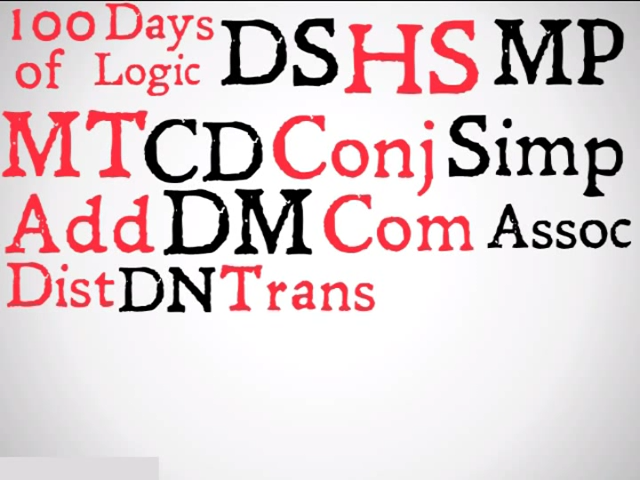 100 Days
of Logic DS HS MP
MT CD Conj Simp
Add DM Com Assoc
Dist DN Trans